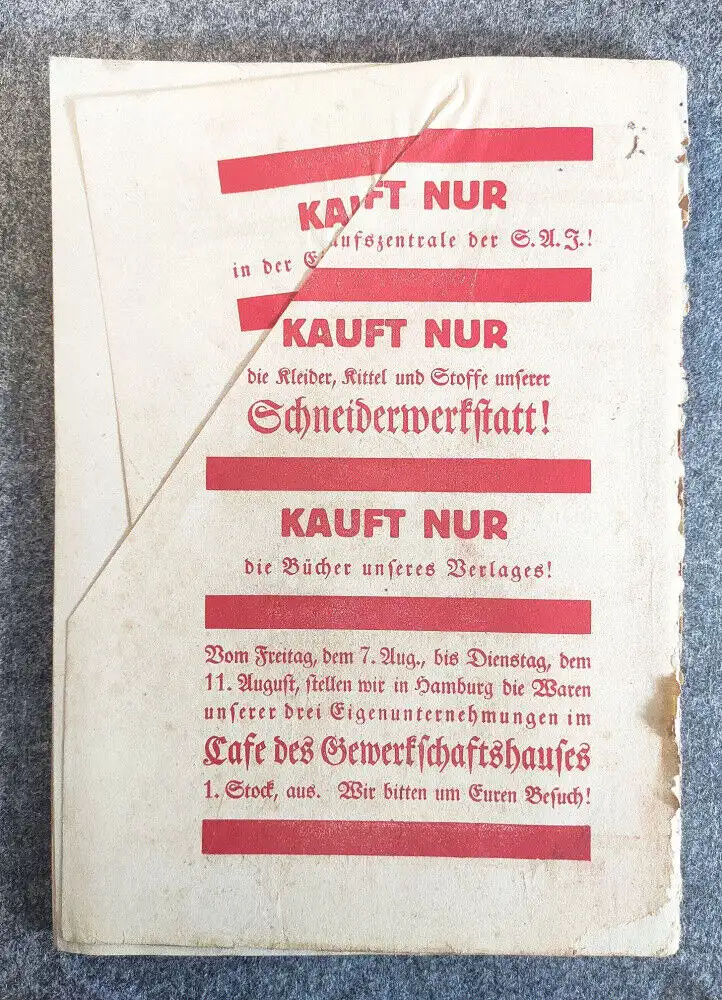 KAUFT NUR
in der Einkaufszentrale der S.A.J.!
KAUFT NUR
die Kleider, Kittel und Stoffe unſerer
Schneiderwerkſtatt!
KAUFT NUR
die Bücher unſeres Verlages!
Vom Freitag, dem 7. Aug., bis Dienstag, dem
11. Auguſt, ſtellen wir in Hamburg die Waren
unſerer drei Eigenunternehmungen im
Cafe des Gewerkſchaftshauſes
1. Stock, aus. Wir bitten um Euren Beſuch!